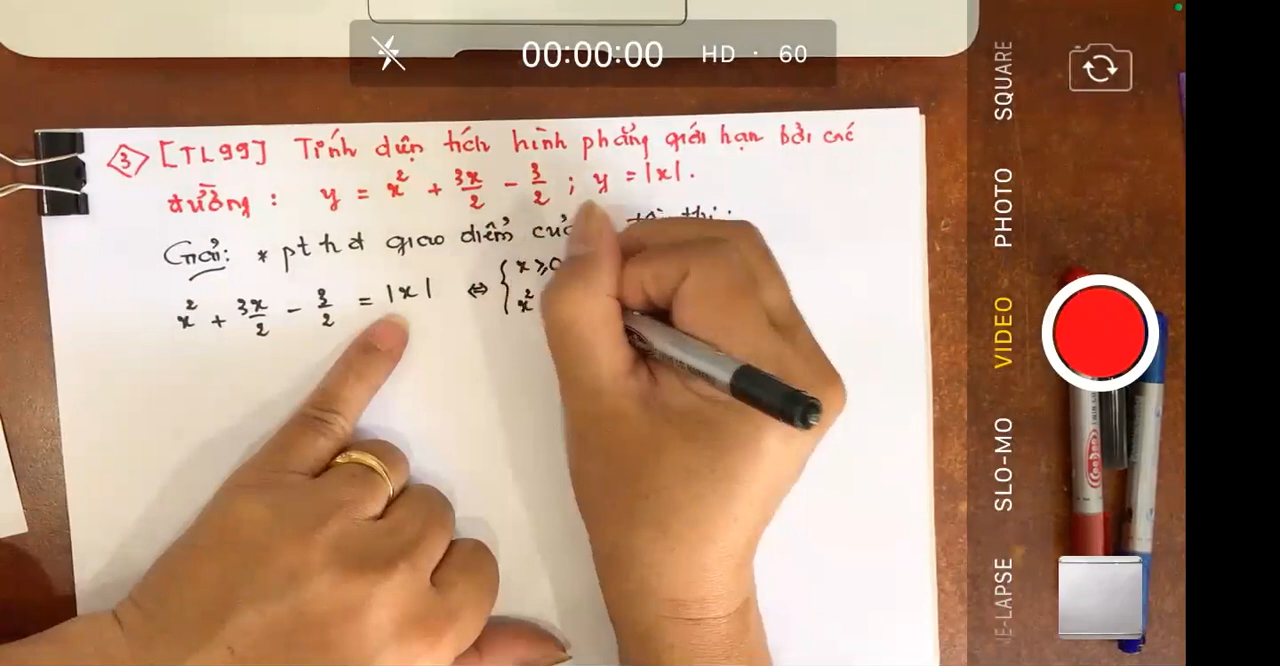 00:00:00 HD · 60
3 [TL99] Tính diện tích hình phẳng giới hạn bởi các
đường : y = x² + 3x/2 - 3/2 ; y = |x|.
Giải: * pt hđ giao điểm của thị :
x² + 3x/2 - 3/2 = |x| ⇔ { x ≥ 0
x²
SQUARE
PHOTO
VIDEO
SLO-MO
E-LAPSE